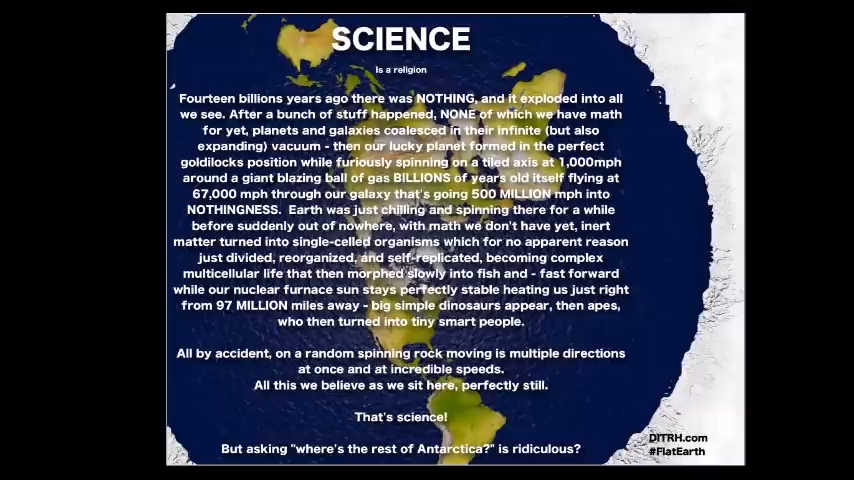 SCIENCE
Is a religion
Fourteen billions years ago there was NOTHING, and it exploded into all
we see. After a bunch of stuff happened, NONE of which we have math
for yet, planets and galaxies coalesced in their infinite (but also
expanding) vacuum - then our lucky planet formed in the perfect
goldilocks position while furiously spinning on a tiled axis at 1,000mph
around a giant blazing ball of gas BILLIONS of years old itself flying at
67,000 mph through our galaxy that's going 500 MILLION mph into
NOTHINGNESS. Earth was just chilling and spinning there for a while
before suddenly out of nowhere, with math we don't have yet, inert
matter turned into single-celled organisms which for no apparent reason
just divided, reorganized, and self-replicated, becoming complex
multicellular life that then morphed slowly into fish and - fast forward
while our nuclear furnace sun stays perfectly stable heating us just right
from 97 MILLION miles away - big simple dinosaurs appear, then apes,
who then turned into tiny smart people.
All by accident, on a random spinning rock moving is multiple directions
at once and at incredible speeds.
All this we believe as we sit here, perfectly still.
That's science!
But asking "where's the rest of Antarctica?" is ridiculous?
DITRH.com
#FlatEarth